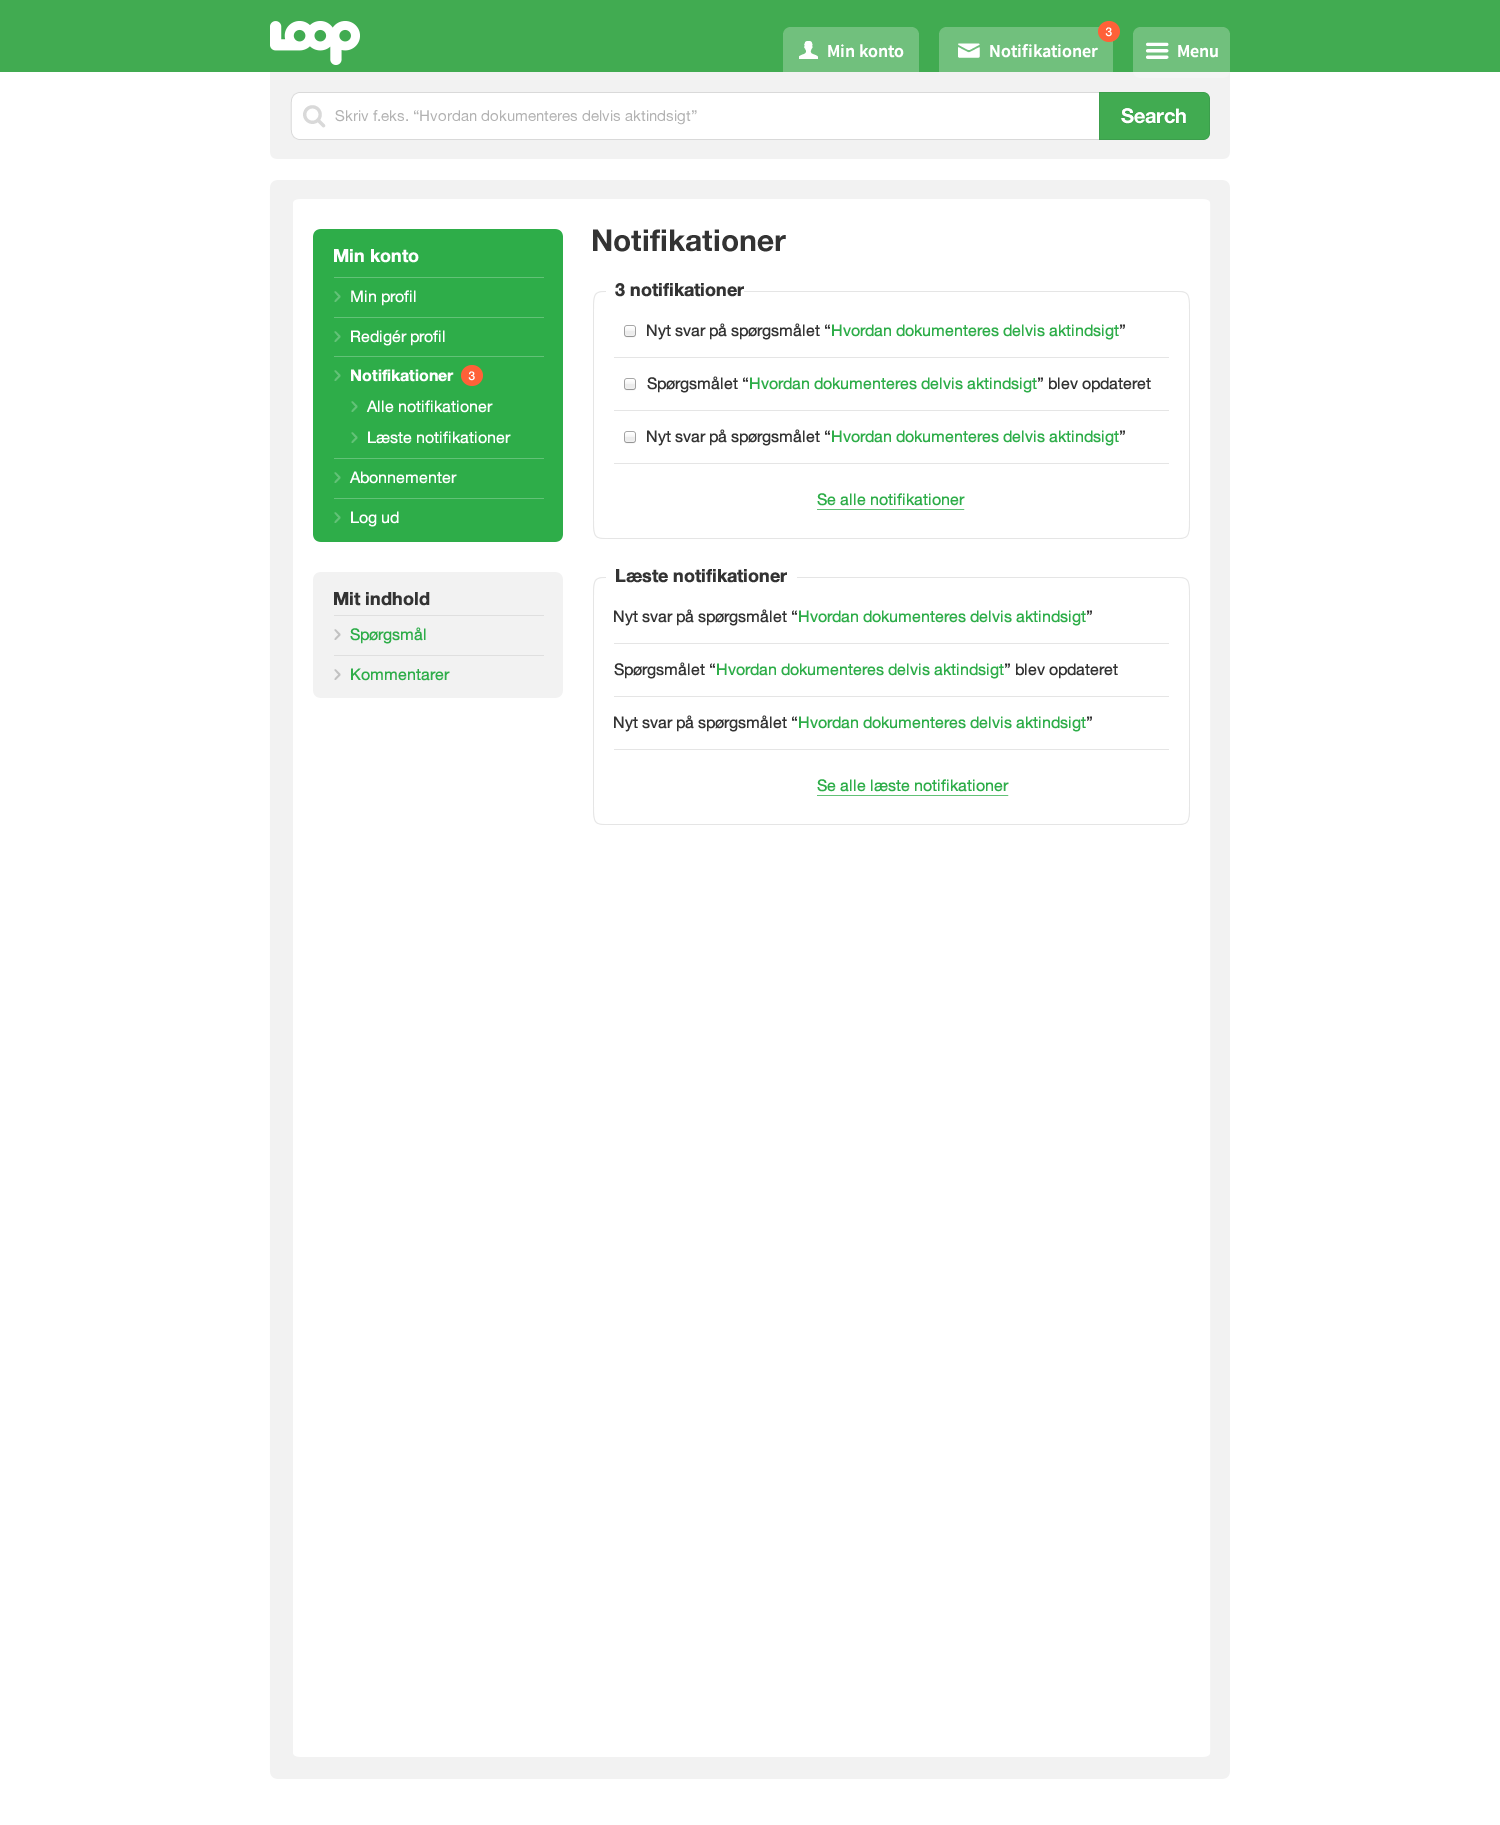 Loop
Min konto
Notifikationer
3
Menu
Skriv f.eks. “Hvordan dokumenteres delvis aktindsigt”
Search
Min konto
Min profil
Redigér profil
Notifikationer 3
Alle notifikationer
Læste notifikationer
Abonnementer
Log ud
Mit indhold
Spørgsmål
Kommentarer
Notifikationer
3 notifikationer
Nyt svar på spørgsmålet “Hvordan dokumenteres delvis aktindsigt”
Spørgsmålet “Hvordan dokumenteres delvis aktindsigt” blev opdateret
Nyt svar på spørgsmålet “Hvordan dokumenteres delvis aktindsigt”
Se alle notifikationer
Læste notifikationer
Nyt svar på spørgsmålet “Hvordan dokumenteres delvis aktindsigt”
Spørgsmålet “Hvordan dokumenteres delvis aktindsigt” blev opdateret
Nyt svar på spørgsmålet “Hvordan dokumenteres delvis aktindsigt”
Se alle læste notifikationer